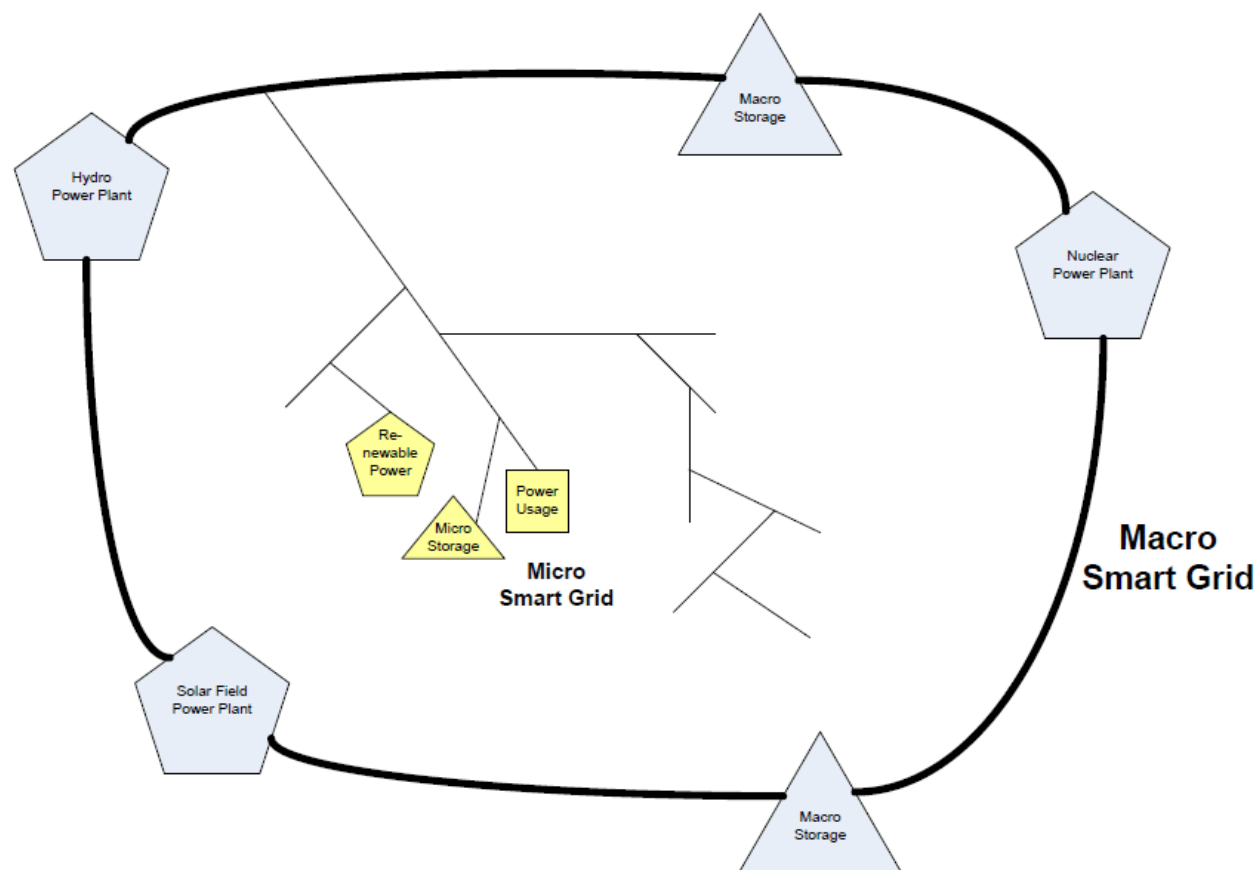 Macro
Storage
Hydro
Power Plant
Nuclear
Power Plant
Re-
newable
Power
Power
Usage
Micro
Storage
Micro
Smart Grid
Macro
Smart Grid
Solar Field
Power Plant
Macro
Storage